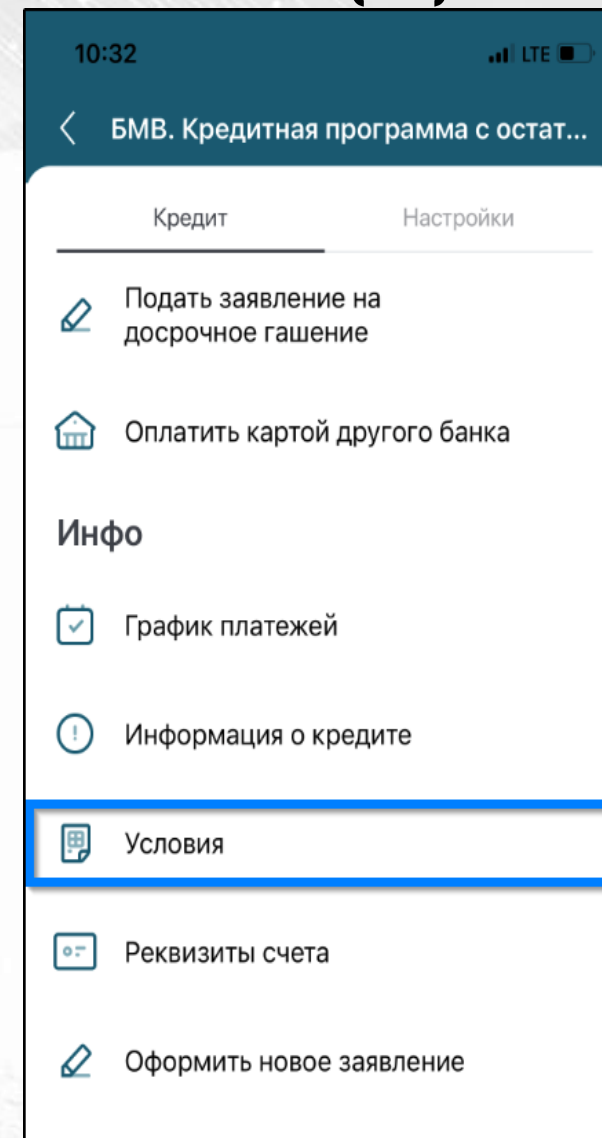 10:32
LTE
БМВ. Кредитная программа с остат...
Кредит
Настройки
Подать заявление на
досрочное гашение
Оплатить картой другого банка
Инфо
График платежей
Информация о кредите
Условия
Реквизиты счета
Оформить новое заявление